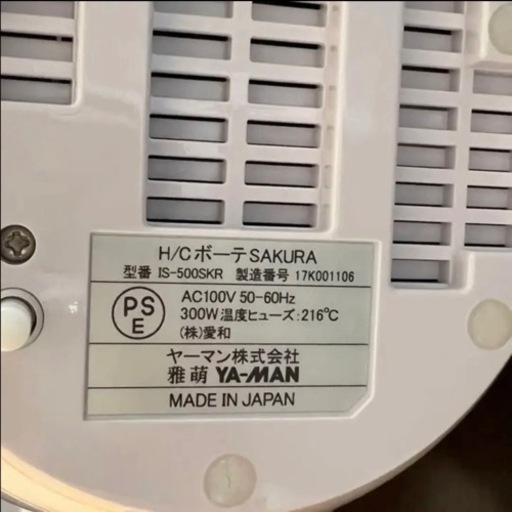 H/Cボーテ SAKURA
型番 IS-500SKR 製造番号 17K001106
PSE
AC100V 50-60Hz
300W 温度ヒューズ:216℃
(株)愛和
ヤーマン株式会社
雅萌 YA-MAN
MADE IN JAPAN